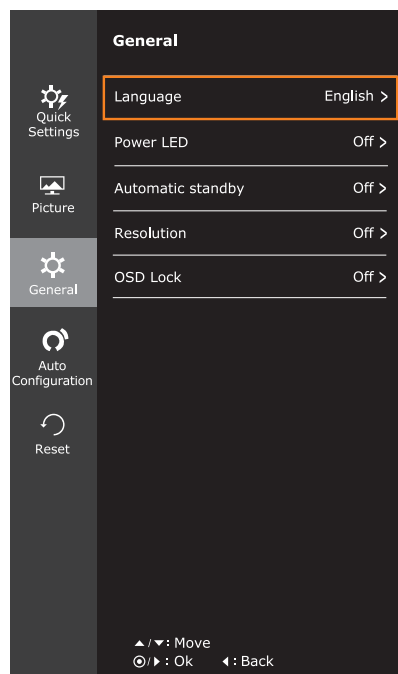 General
Language English >
Power LED Off >
Automatic standby Off >
Resolution Off >
OSD Lock Off >
Quick
Settings
Picture
General
Auto
Configuration
Reset
▲/▼: Move
◉/▶: Ok ◀: Back